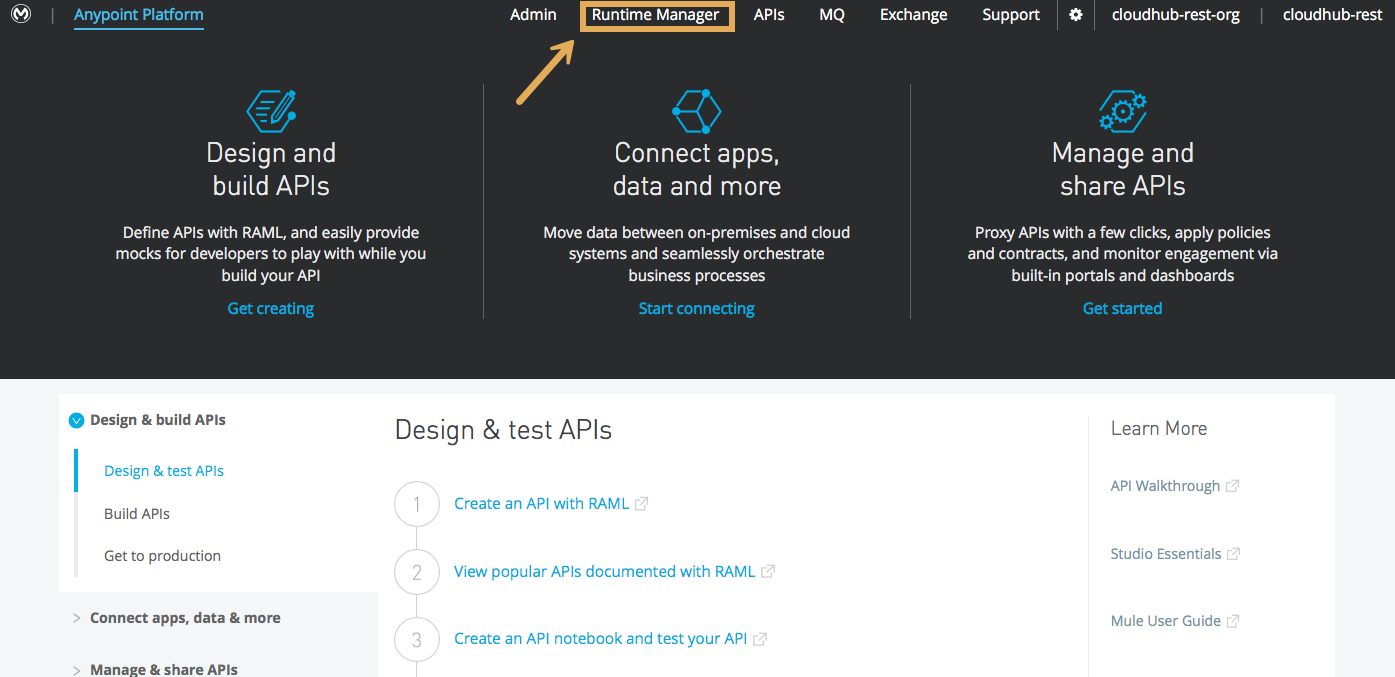 Anypoint Platform
Admin
Runtime Manager
APIs
MQ
Exchange
Support
cloudhub-rest-org
cloudhub-rest
Design and
build APIs
Define APIs with RAML, and easily provide
mocks for developers to play with while you
build your API
Get creating
Connect apps,
data and more
Move data between on-premises and cloud
systems and seamlessly orchestrate
business processes
Start connecting
Manage and
share APIs
Proxy APIs with a few clicks, apply policies
and contracts, and monitor engagement via
built-in portals and dashboards
Get started
Design & build APIs
Design & test APIs
Build APIs
Get to production
Connect apps, data & more
Manage & share APIs
Design & test APIs
1
Create an API with RAML
2
View popular APIs documented with RAML
3
Create an API notebook and test your API
Learn More
API Walkthrough
Studio Essentials
Mule User Guide